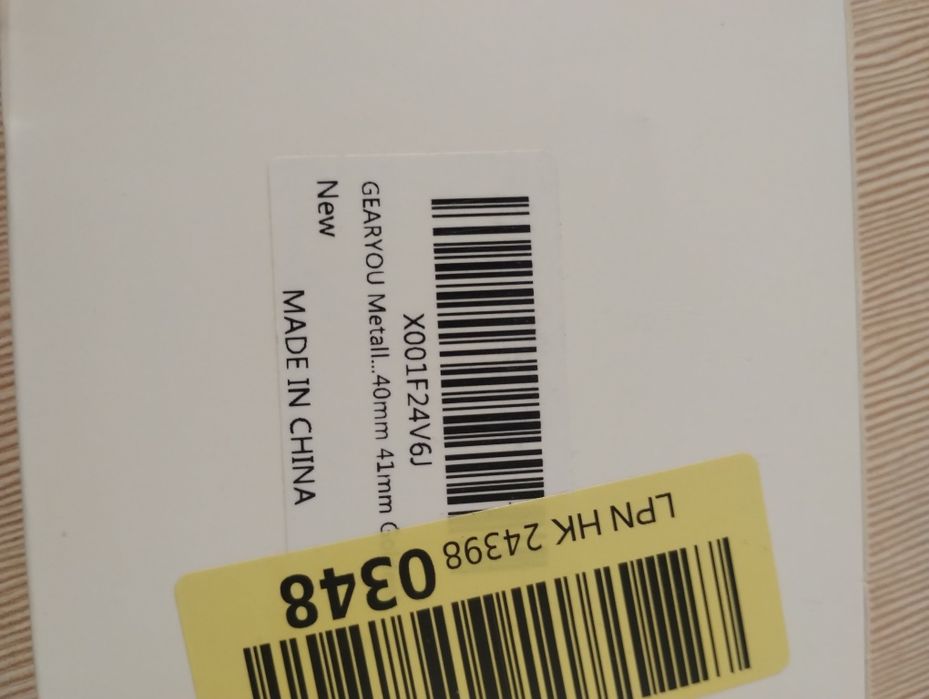 X001F24V6J
GEARYOU Metall...40mm 41mm
New
MADE IN CHINA
LPN HK 24398
0348